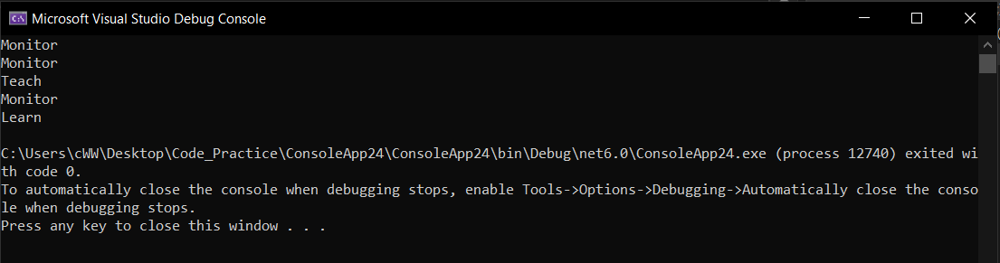 Microsoft Visual Studio Debug Console
Monitor
Monitor
Teach
Monitor
Learn
C:\Users\cWW\Desktop\Code_Practice\ConsoleApp24\ConsoleApp24\bin\Debug\net6.0\ConsoleApp24.exe (process 12740) exited wi
th code 0.
To automatically close the console when debugging stops, enable Tools->Options->Debugging->Automatically close the conso
le when debugging stops.
Press any key to close this window . . .